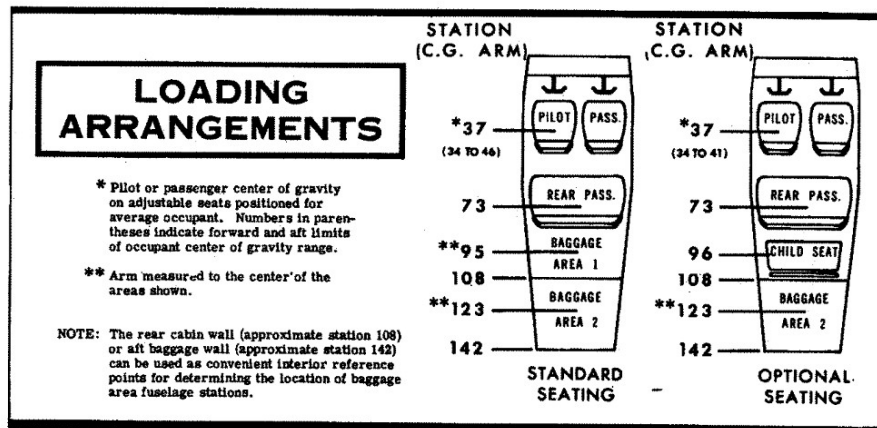 LOADING
ARRANGEMENTS
* Pilot or passenger center of gravity
on adjustable seats positioned for
average occupant. Numbers in paren-
theses indicate forward and aft limits
of occupant center of gravity range.
** Arm measured to the center of the
areas shown.
NOTE: The rear cabin wall (approximate station 108)
or aft baggage wall (approximate station 142)
can be used as convenient interior reference
points for determining the location of baggage
area fuselage stations.
STATION
(C.G. ARM)
PILOT PASS.
*37
(34 TO 46)
REAR PASS.
73
**95 BAGGAGE
AREA 1
108
**123 BAGGAGE
AREA 2
142
STANDARD
SEATING
STATION
(C.G. ARM)
PILOT PASS.
*37
(34 TO 41)
REAR PASS.
73
96 CHILD SEAT
108
**123 BAGGAGE
AREA 2
142
OPTIONAL
SEATING